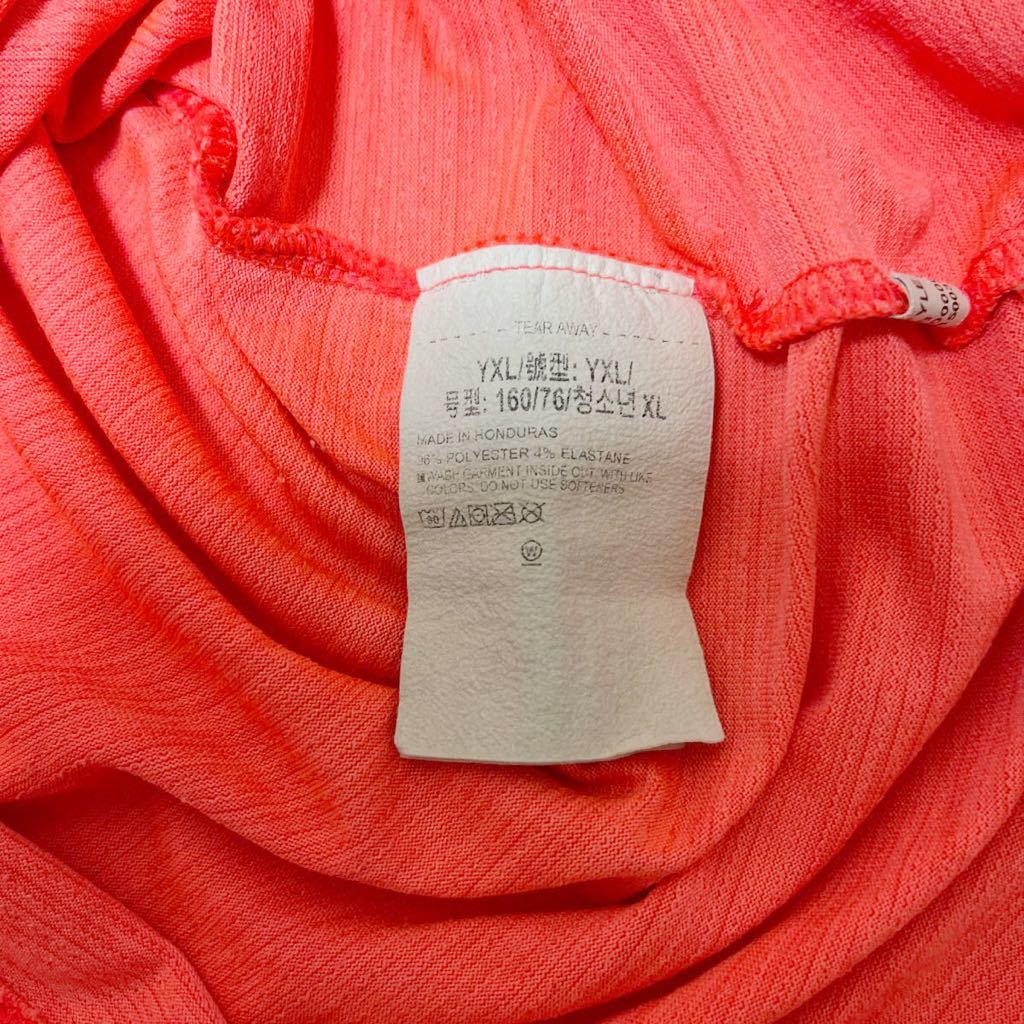 TEAR AWAY
YXL/號型: YXL/
号型: 160/76/청소년 XL
MADE IN HONDURAS
96% POLYESTER 4% ELASTANE
WASH GARMENT INSIDE OUT, WITH LIKE
COLORS, DO NOT USE SOFTENERS
30
W